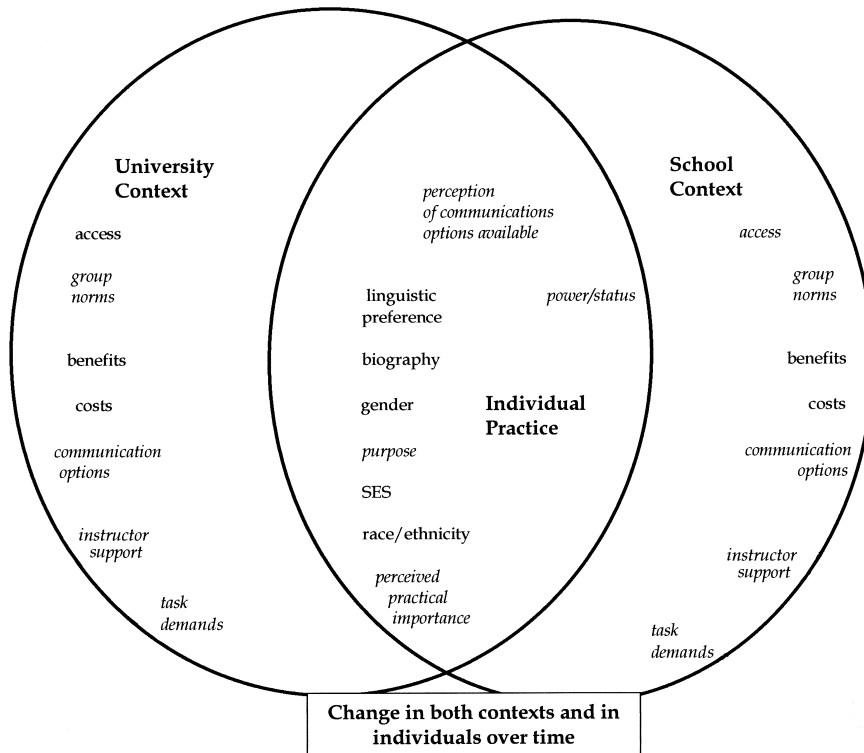 University
Context
access
group
norms
benefits
costs
communication
options
instructor
support
task
demands
perception
of communications
options available
linguistic
preference
power/status
biography
gender
Individual
Practice
purpose
SES
race/ethnicity
perceived
practical
importance
School
Context
access
group
norms
benefits
costs
communication
options
instructor
support
task
demands
Change in both contexts and in
individuals over time